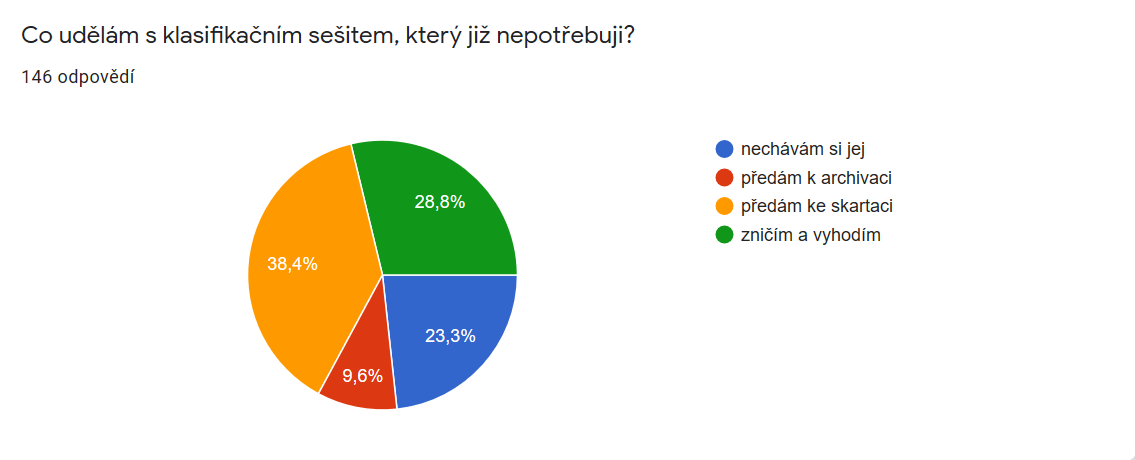 Co udělám s klasifikačním sešitem, který již nepotřebuji?
146 odpovědí
nechávám si jej
předám k archivaci
předám ke skartaci
zničím a vyhodím
28,8%
38,4%
23,3%
9,6%